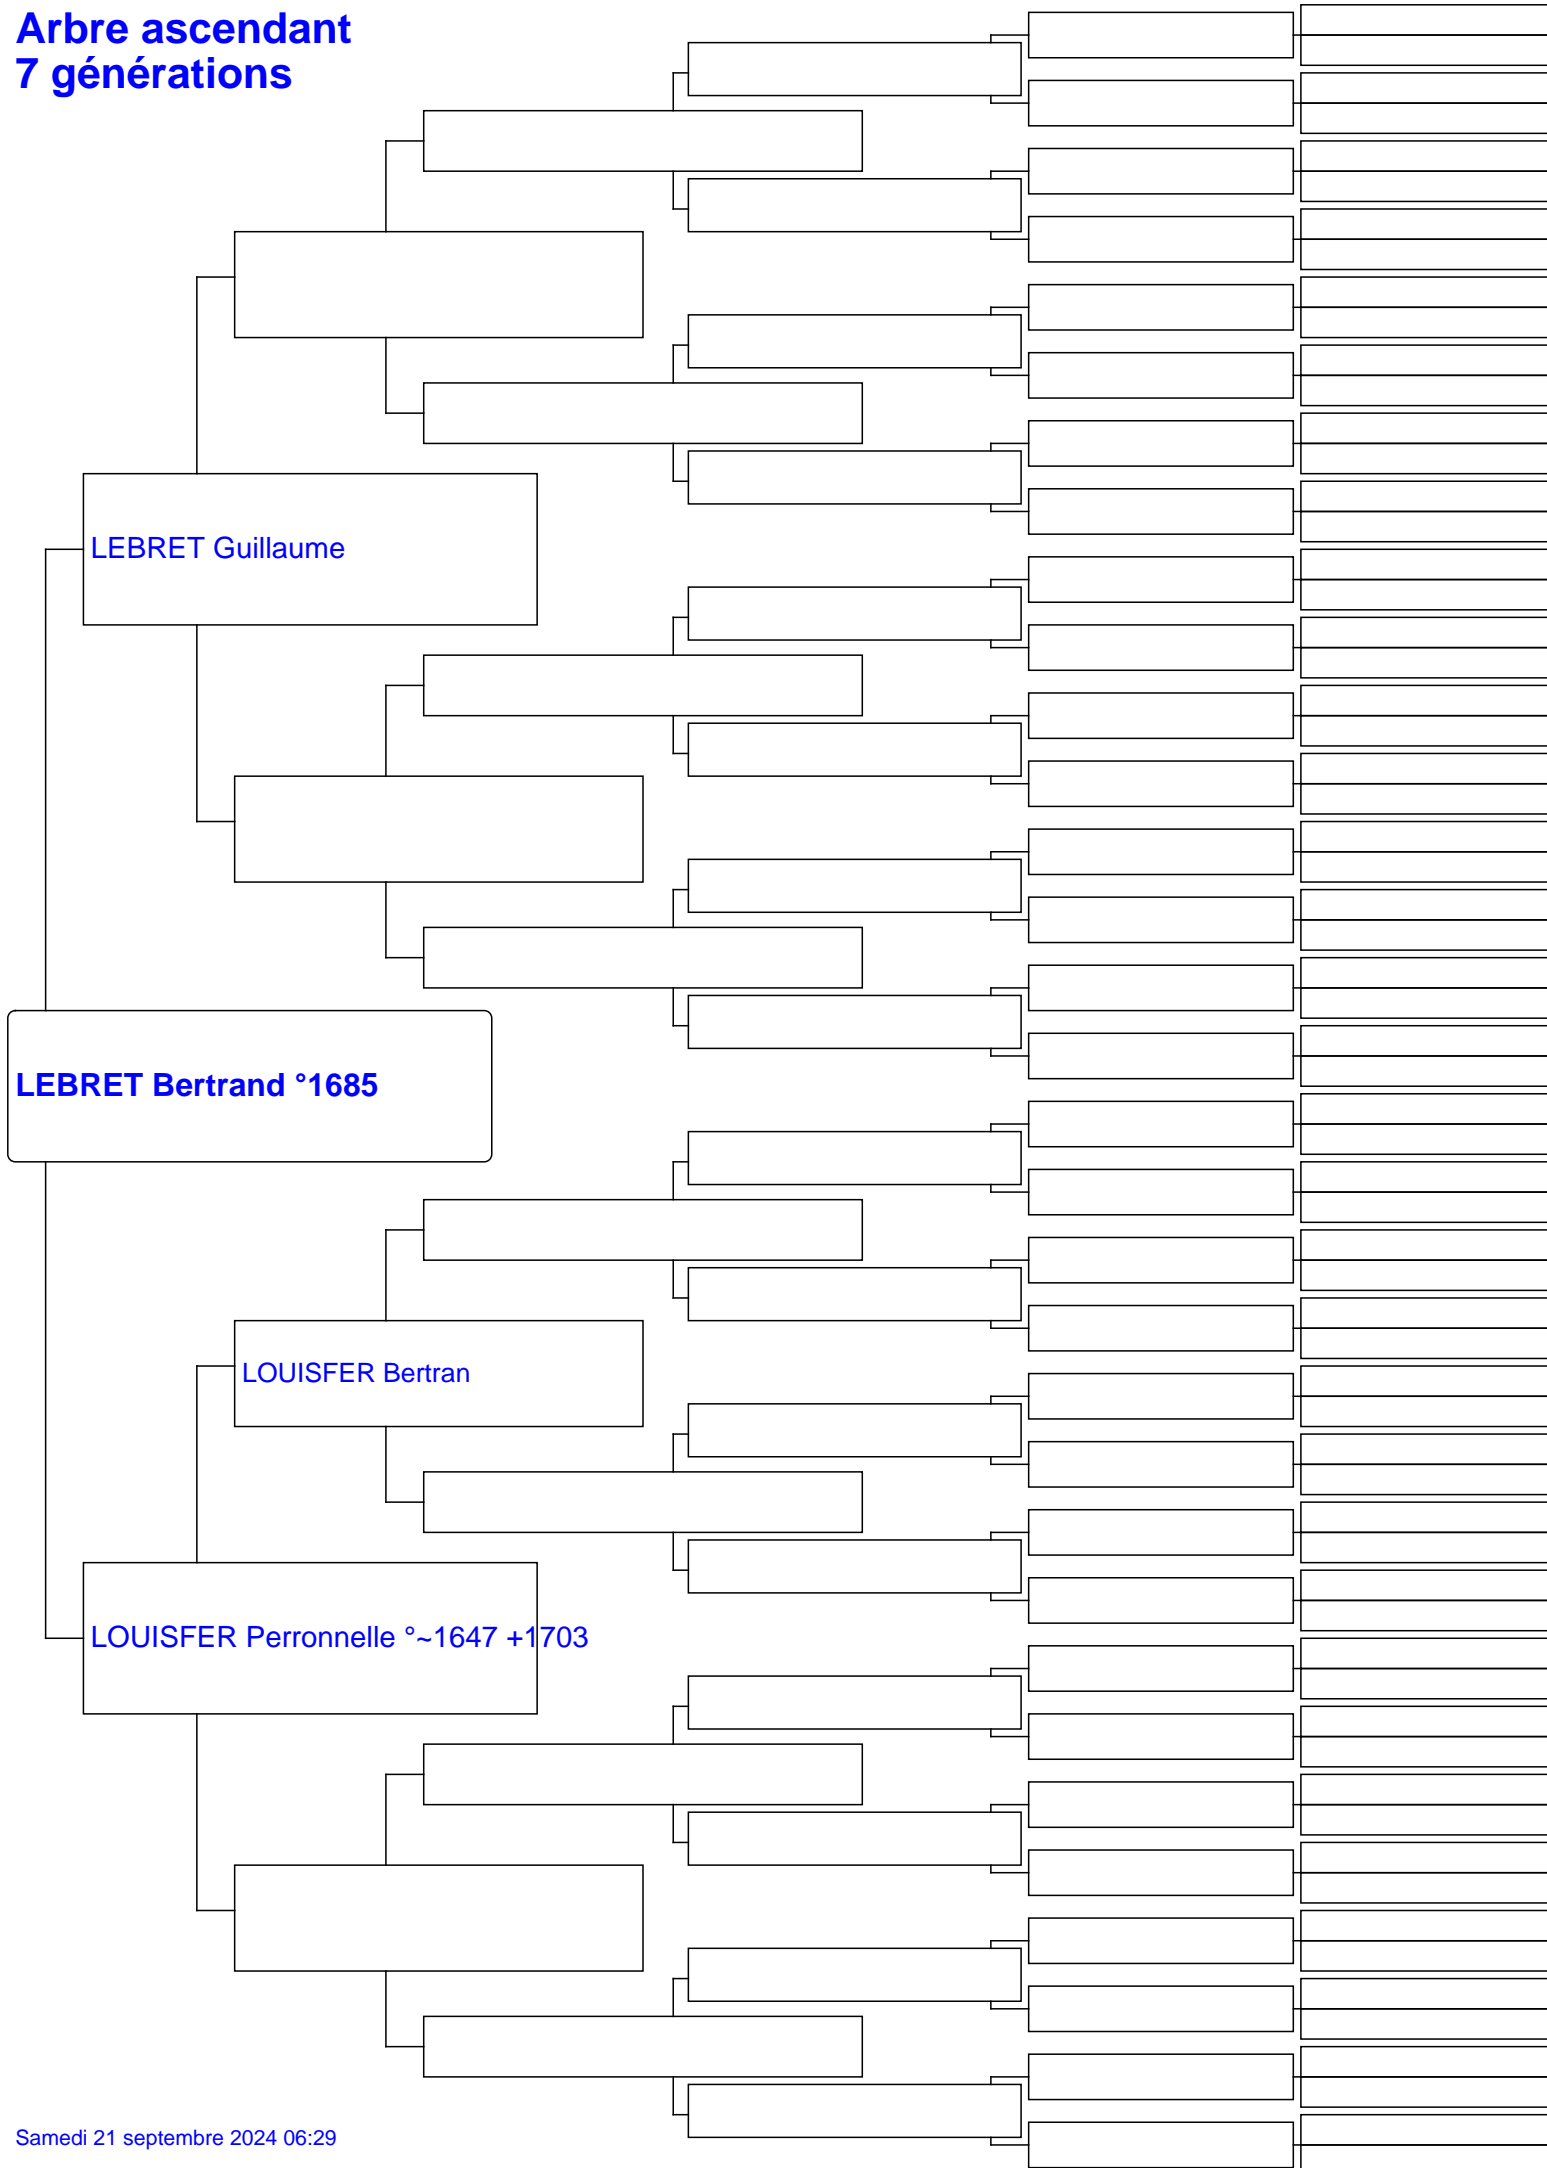 Arbre ascendant
7 générations
LEBRET Guillaume
LEBRET Bertrand °1685
LOUISFER Bertran
LOUISFER Perronnelle °~1647 +1703
Samedi 21 septembre 2024 06:29